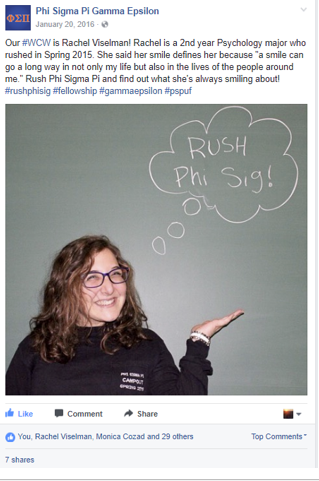 ΦΣΠ
Phi Sigma Pi Gamma Epsilon
January 20, 2016 ·
Our #WCW is Rachel Viselman! Rachel is a 2nd year Psychology major who
rushed in Spring 2015. She said her smile defines her because "a smile can
go a long way in not only my life but also in the lives of the people around
me." Rush Phi Sigma Pi and find out what she's always smiling about!
#rushphisig #fellowship #gammaepsilon #pspuf
RUSH
Phi Sig!
PHI SIGMA PI
CAMPOUT
Like Comment Share
You, Rachel Viselman, Monica Cozad and 29 others Top Comments
7 shares